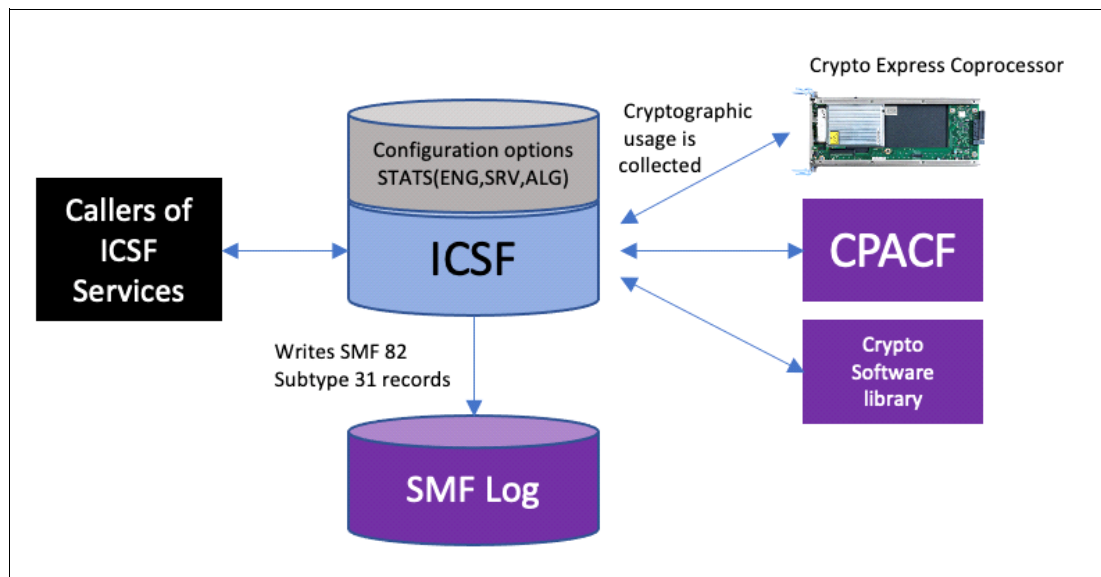 Crypto Express Coprocessor
Cryptographic
usage is
collected
Configuration options
STATS(ENG,SRV,ALG)
Callers of
ICSF
Services
ICSF
CPACF
Writes SMF 82
Subtype 31 records
Crypto
Software
library
SMF Log